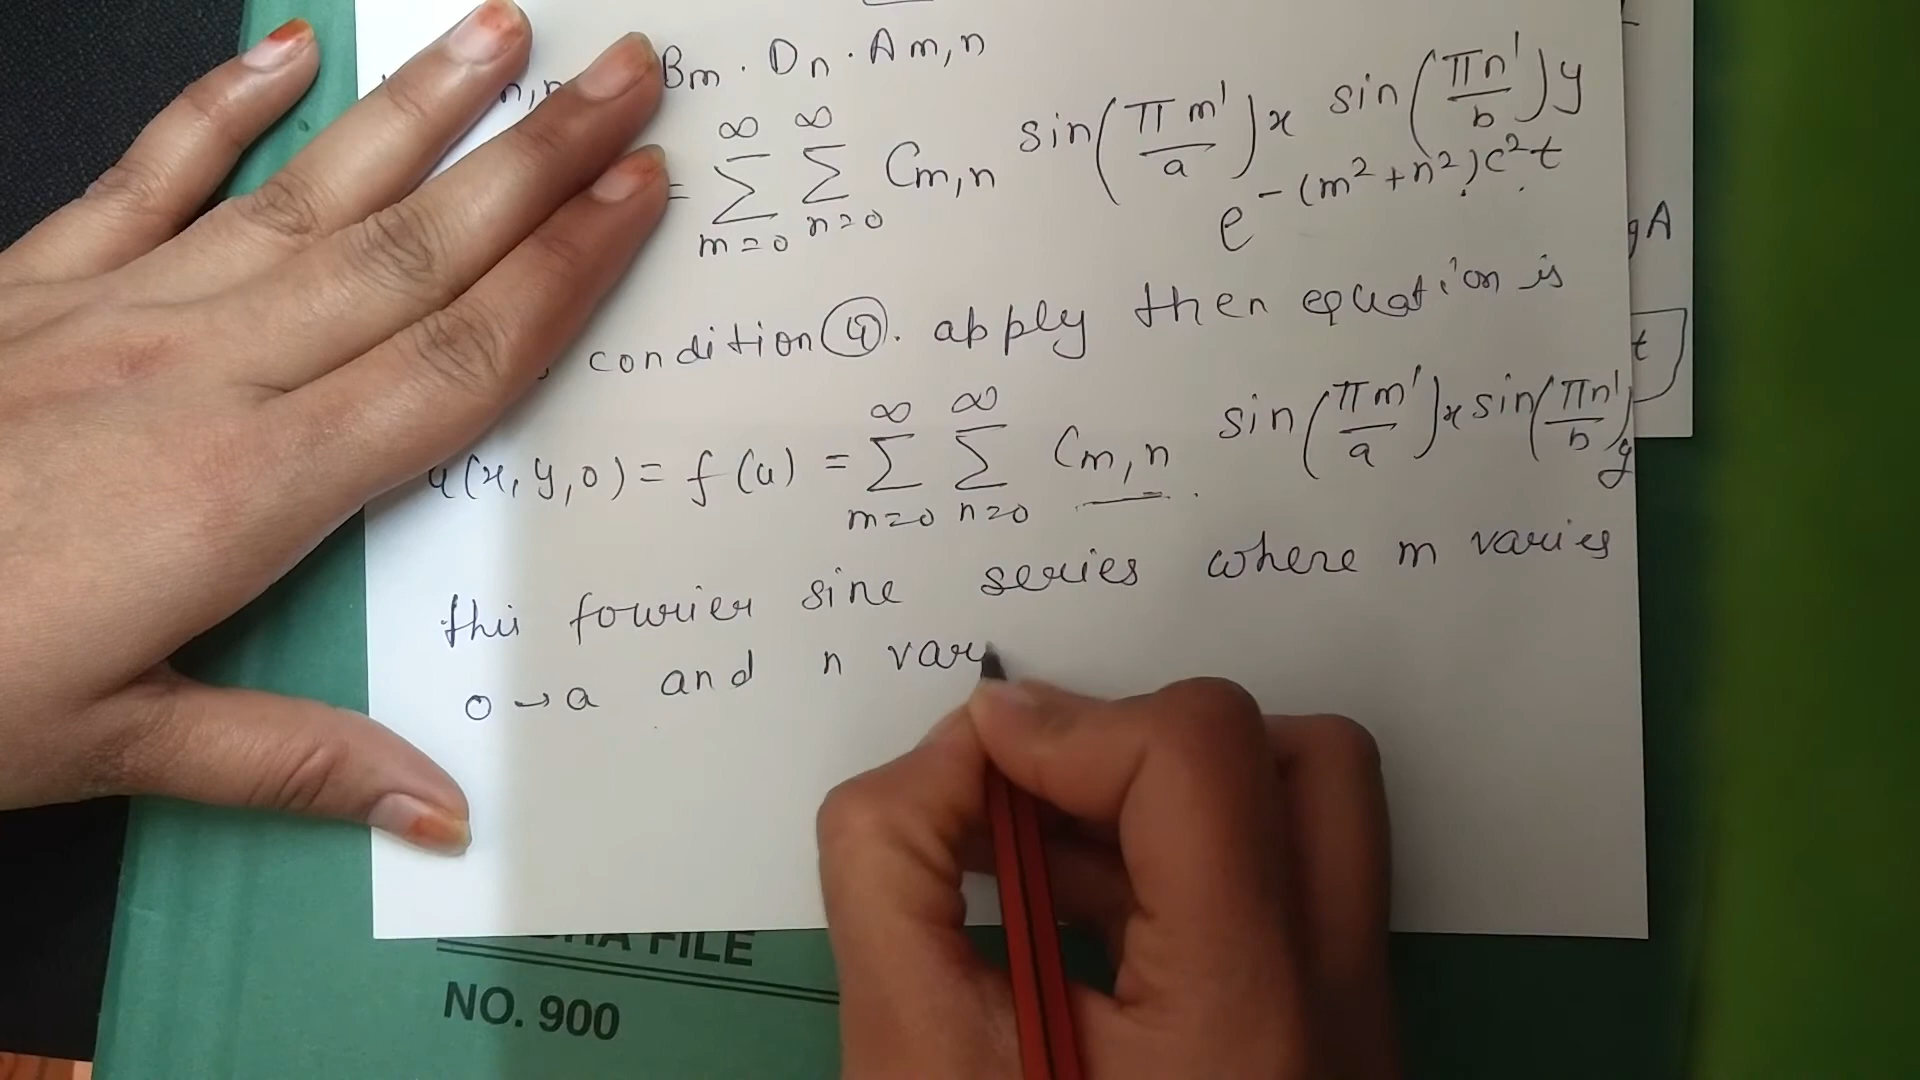 Bm . Dn . Am,n
= ∞∑m=0 ∞∑n=0 Cm,n sin(πm'/a)x sin(πn'/b)y
e^-(m²+n²)c²t
condition ④. apply then equation is
u(x,y,0) = f(u) = ∞∑m=0 ∞∑n=0 Cm,n sin(πm'/a)x sin(πn'/b)y
this fourier sine series where m varies
0→a and n vary
gA
t
FILE
NO. 900